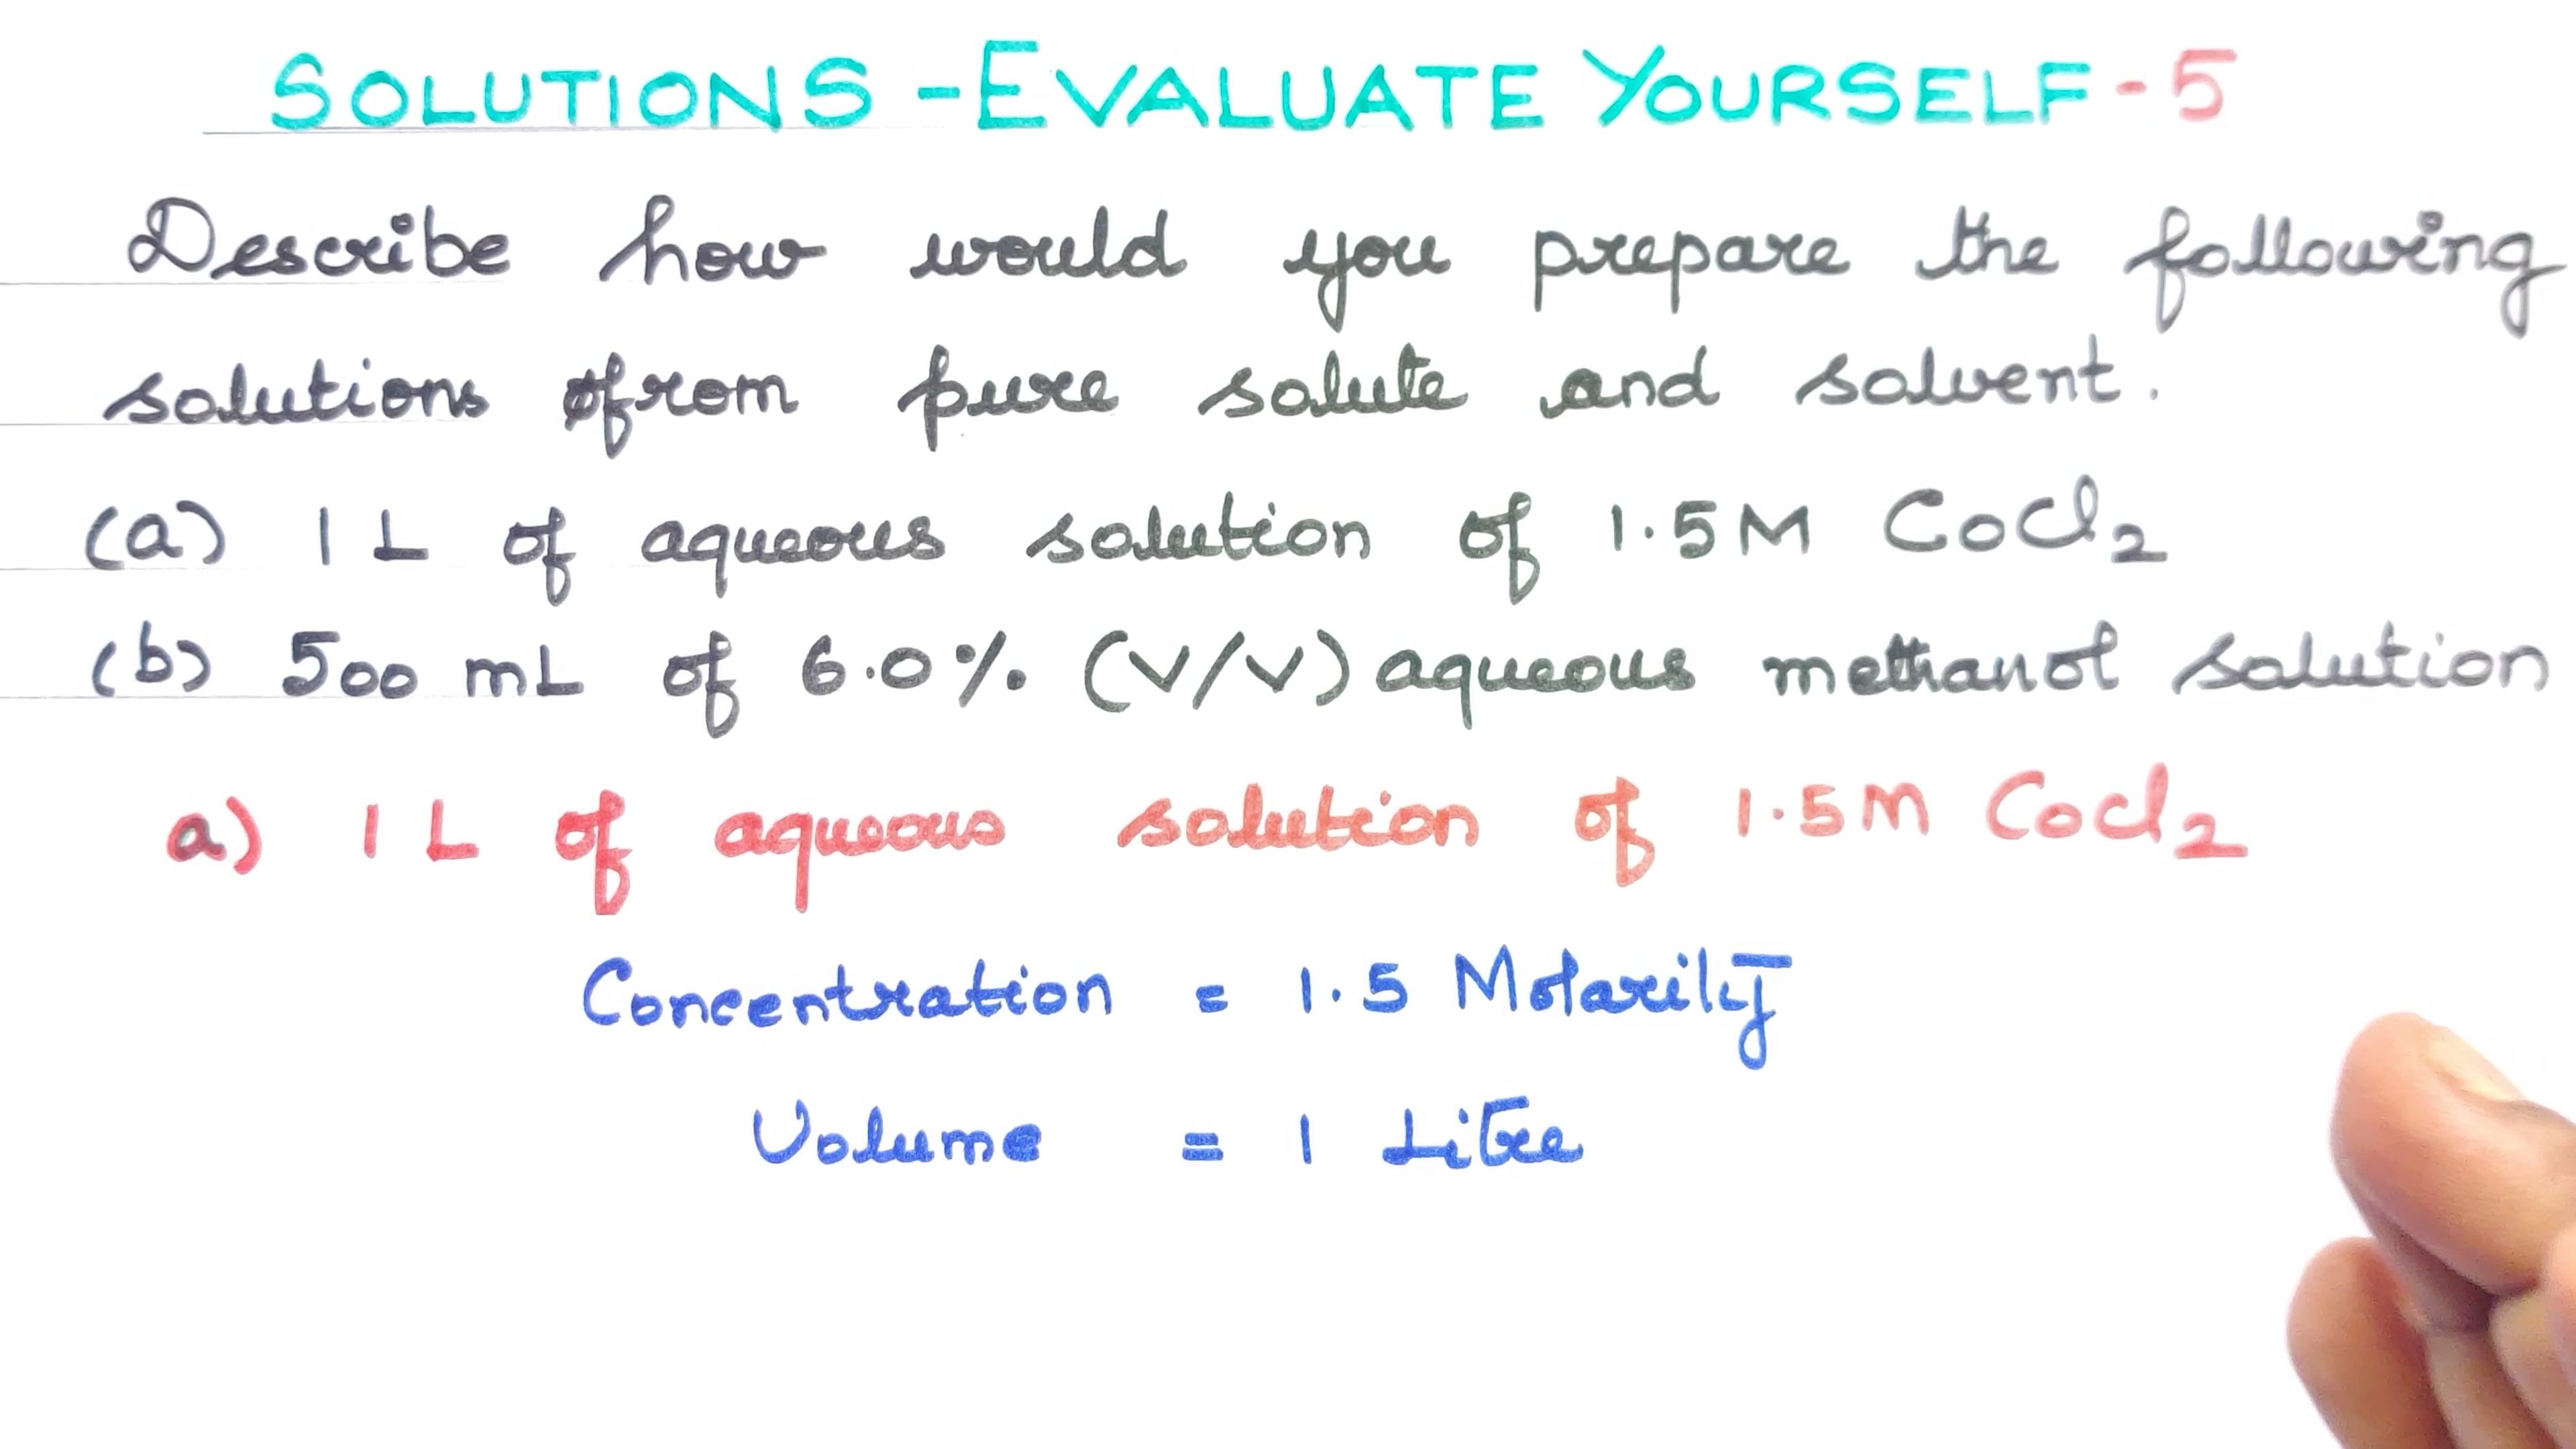 SOLUTIONS - EVALUATE YOURSELF - 5
Describe how would you prepare the following
solutions from pure solute and solvent.
(a) 1 L of aqueous solution of 1.5M CoCl2
(b) 500 mL of 6.0% (V/V) aqueous methanol solution
a) 1 L of aqueous solution of 1.5M CoCl2
Concentration = 1.5 Molarity
Volume = 1 Litre